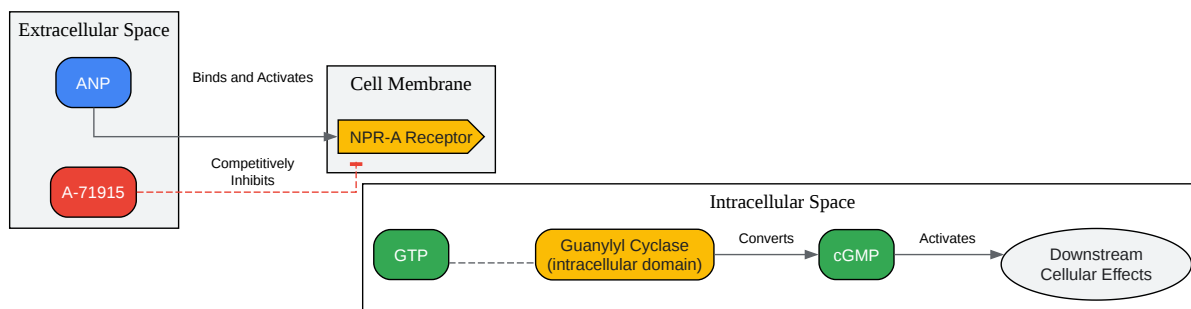 Extracellular Space
ANP
Binds and Activates
Cell Membrane
NPR-A Receptor
A-71915
Competitively
Inhibits
Intracellular Space
GTP
Guanylyl Cyclase
(intracellular domain)
Converts
cGMP
Activates
Downstream
Cellular Effects